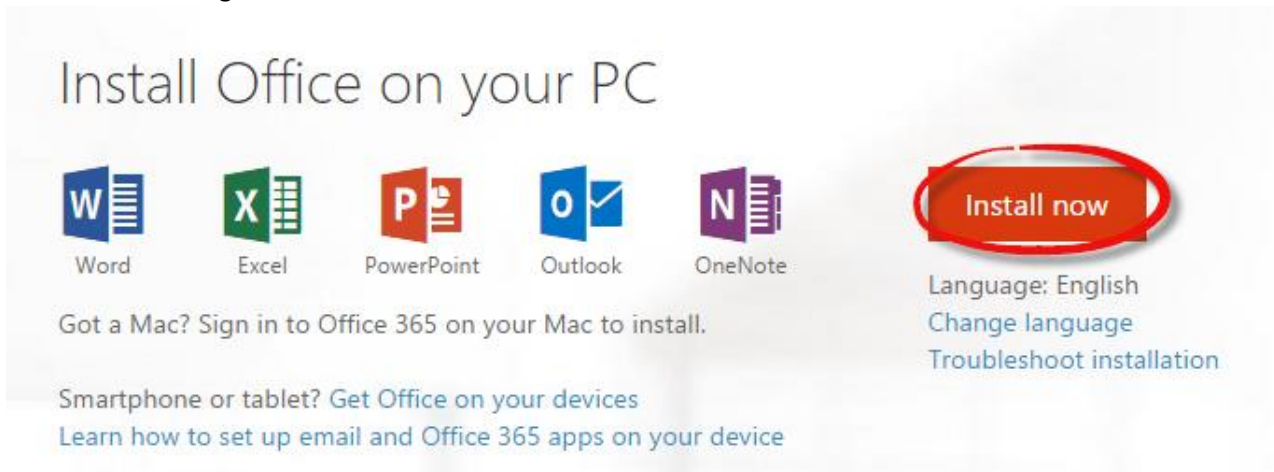 Install Office on your PC
Word Excel PowerPoint Outlook OneNote
Install now
Language: English
Change language
Troubleshoot installation
Got a Mac? Sign in to Office 365 on your Mac to install.
Smartphone or tablet? Get Office on your devices
Learn how to set up email and Office 365 apps on your device